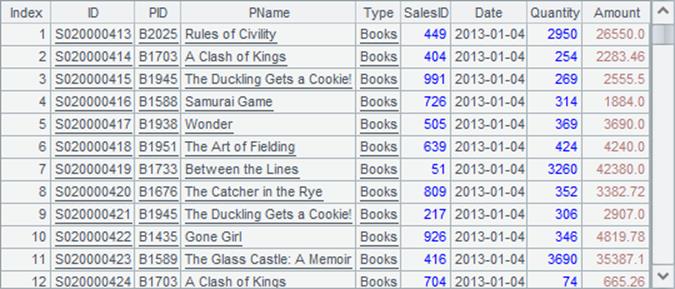 Index ID PID PName Type SalesID Date Quantity Amount
1 S020000413 B2025 Rules of Civility Books 449 2013-01-04 2950 26550.0
2 S020000414 B1703 A Clash of Kings Books 404 2013-01-04 254 2283.46
3 S020000415 B1945 The Duckling Gets a Cookie! Books 991 2013-01-04 269 2555.5
4 S020000416 B1588 Samurai Game Books 726 2013-01-04 314 1884.0
5 S020000417 B1938 Wonder Books 505 2013-01-04 369 3690.0
6 S020000418 B1951 The Art of Fielding Books 639 2013-01-04 424 4240.0
7 S020000419 B1733 Between the Lines Books 51 2013-01-04 3260 42380.0
8 S020000420 B1676 The Catcher in the Rye Books 809 2013-01-04 352 3382.72
9 S020000421 B1945 The Duckling Gets a Cookie! Books 217 2013-01-04 306 2907.0
10 S020000422 B1435 Gone Girl Books 926 2013-01-04 346 4819.78
11 S020000423 B1589 The Glass Castle: A Memoir Books 416 2013-01-04 3690 35387.1
12 S020000424 B1703 A Clash of Kings Books 704 2013-01-04 74 665.26